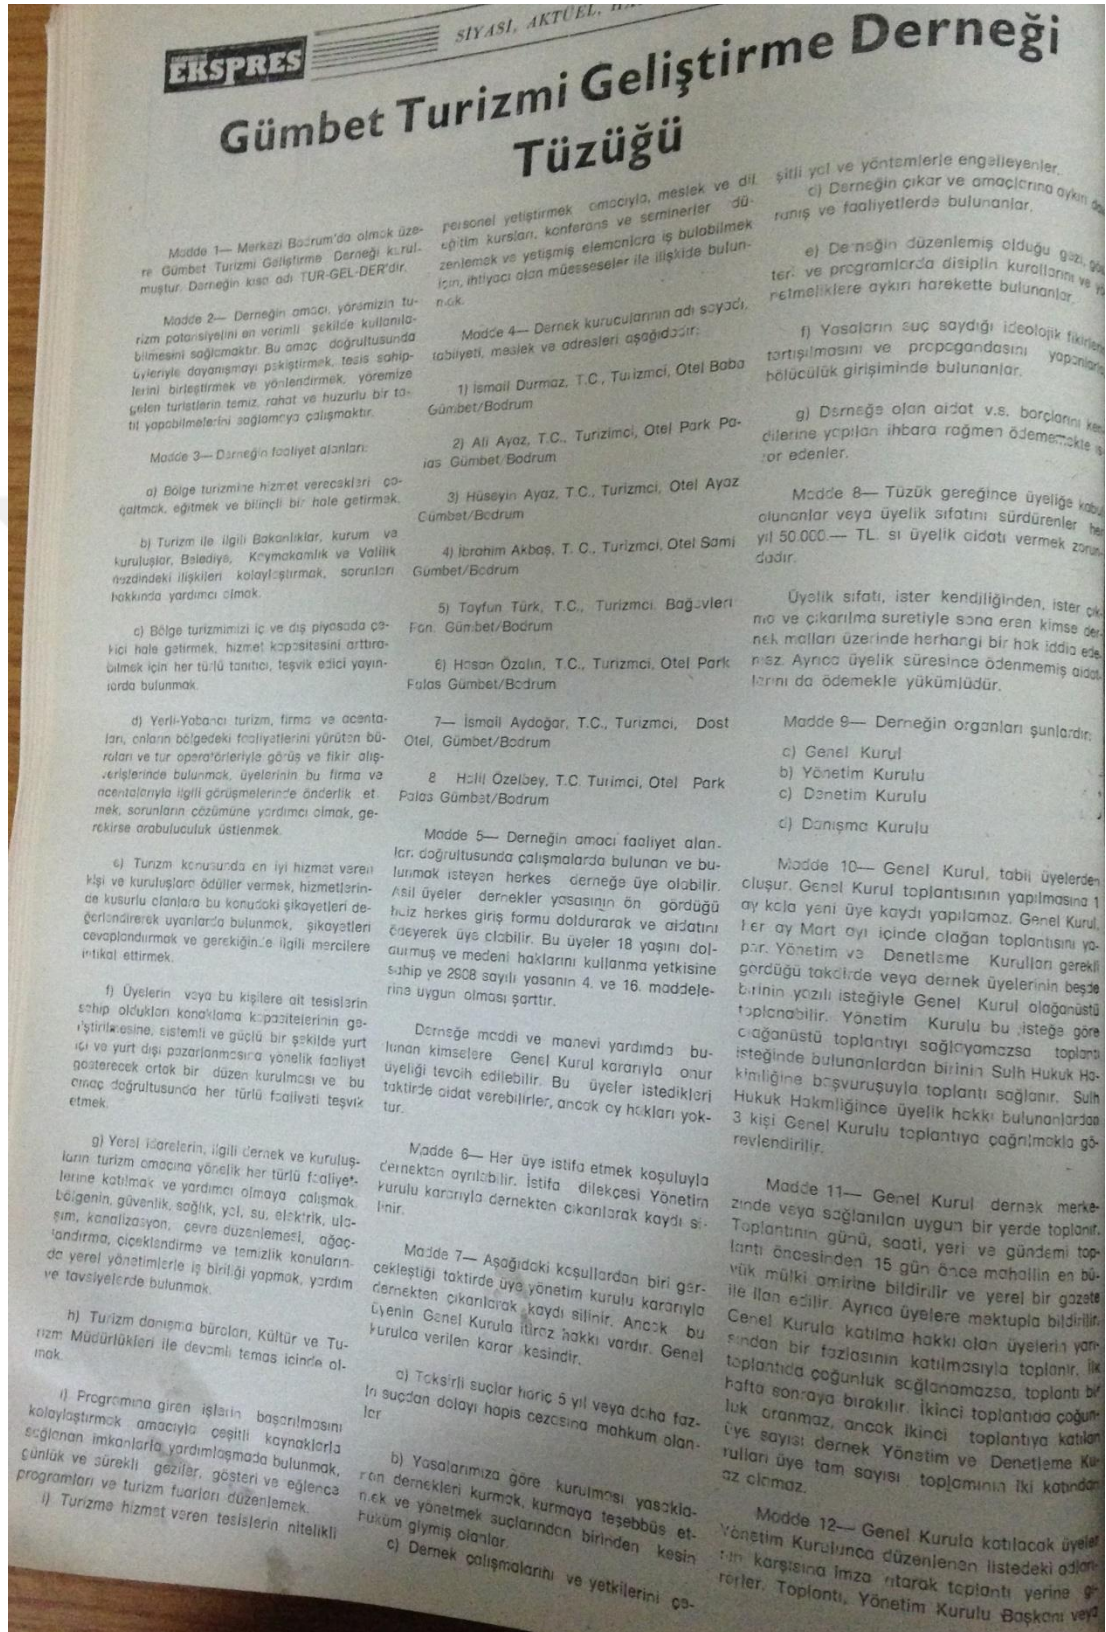 EKSPRES
SİYASİ, AKTÜEL,
Gümbet Turizmi Geliştirme Derneği
Tüzüğü
Madde 1— Merkezi Bodrum'da olmak üze-
re Gümbet Turizmi Geliştirme Derneği kurul-
muştur. Derneğin kısa adı TUR-GEL-DER'dir.
Madde 2— Derneğin amacı, yöremizin tu-
rizm potansiyelini en verimli şekilde kullanıla-
bilmesini sağlamaktır. Bu amaç doğrultusunda
üyleriyle dayanışmayı pekiştirmek, tesis sahip-
lerini birleştirmek ve yönlendirmek, yöremize
gelen turistlerin temiz, rahat ve huzurlu bir ta-
til yapabilmelerini sağlamaya çalışmaktır.
Madde 3— Derneğin faaliyet alanları:
a) Bölge turizmine hizmet verecekleri ço-
ğaltmak, eğitmek ve bilinçli bir hale getirmek.
b) Turizm ile ilgili Bakanlıklar, kurum ve
kuruluşlar, Belediye, Kaymakamlık ve Valilik
nezdindeki ilişkileri kolaylaştırmak, sorunları
hakkında yardımcı olmak.
c) Bölge turizmimizi iç ve dış piyasada çe-
kici hale getirmek, hizmet kapasitesini arttıra-
bilmek için her türlü tanıtıcı, teşvik edici yayın-
larda bulunmak.
d) Yerli-Yabancı turizm, firma ve acenta-
ları, onların bölgedeki faaliyetlerini yürüten bü-
roları ve tur operatörleriyle görüş ve fikir alış-
verişlerinde bulunmak, üyelerinin bu firma ve
acentalarıyla ilgili görüşmelerinde önderlik et
mek, sorunların çözümüne yardımcı olmak, ge-
rekirse arabuluculuk üstlenmek.
e) Turizm konusunda en iyi hizmet veren
kişi ve kuruluşlara ödüller vermek, hizmetlerin-
de kusurlu olanlara bu konudaki şikayetleri de-
ğerlendirerek uyarılarda bulunmak, şikayetleri
cevaplandırmak ve gerektiğinde ilgili mercilere
intikal ettirmek.
f) Üyelerin veya bu kişilere ait tesislerin
sahip oldukları konaklama kapasitelerinin ge-
liştirilmesine, sistemli ve güçlü bir şekilde yurt
içi ve yurt dışı pazarlanmasına yönelik faaliyet
gösterecek ortak bir düzen kurulması ve bu
amaç doğrultusunda her türlü faaliyeti teşvik
etmek.
g) Yerel idarelerin, ilgili dernek ve kuruluş-
ların turizm amacına yönelik her türlü faaliyet-
lerine katılmak ve yardımcı olmaya çalışmak.
Bölgenin, güvenlik, sağlık, yol, su, elektrik, ula-
şım, kanalizasyon, çevre düzenlemesi, ağaç-
landırma, çiçeklendirme ve temizlik konuların-
da yerel yönetimlerle iş birliği yapmak, yardım
ve tavsiyelerde bulunmak.
h) Turizm danışma büroları, Kültür ve Tu-
rizm Müdürlükleri ile devamlı temas içinde ol-
mak.
ı) Programına giren işlerin başarılmasını
kolaylaştırmak amacıyla çeşitli kaynaklarla
sağlanan imkanlarla yardımlaşmada bulunmak,
günlük ve sürekli geziler, gösteri ve eğlence
programları ve turizm fuarları düzenlemek.
i) Turizme hizmet veren tesislerin nitelikli
personel yetiştirmek amacıyla, meslek ve dil
eğitim kursları, konferans ve seminerler dü-
zenlemek ve yetişmiş elemanlara iş bulabilmek
için, ihtiyacı olan müesseseler ile ilişkide bulun-
mak.
Madde 4— Dernek kurucularının adı soyadı,
tabiiyeti, meslek ve adresleri aşağıdadır:
1) İsmail Durmaz, T.C., Turizmci, Otel Baba
Gümbet/Bodrum
2) Ali Ayaz, T.C., Turizimci, Otel Park Pa-
las Gümbet/Bodrum
3) Hüseyin Ayaz, T.C., Turizmci, Otel Ayaz
Gümbet/Bodrum
4) İbrahim Akbaş, T. C., Turizmci, Otel Sami
Gümbet/Bodrum
5) Tayfun Türk, T.C., Turizmci, Bağevleri
Pan. Gümbet/Bodrum
6) Hasan Özalın, T.C., Turizmci, Otel Park
Palas Gümbet/Bodrum
7— İsmail Aydoğar, T.C., Turizmci, Dost
Otel, Gümbet/Bodrum
8 Halil Özelbey, T.C. Turimci, Otel Park
Palas Gümbet/Bodrum
Madde 5— Derneğin amacı faaliyet alan-
ları doğrultusunda çalışmalarda bulunan ve bu-
lunmak isteyen herkes derneğe üye olabilir.
Asil üyeler dernekler yasasının ön gördüğü
haiz herkes giriş formu doldurarak ve aidatını
ödeyerek üye olabilir. Bu üyeler 18 yaşını dol-
durmuş ve medeni haklarını kullanma yetkisine
sahip ve 2908 sayılı yasanın 4. ve 16. maddele-
rine uygun olması şarttır.
Derneğe maddi ve manevi yardımda bu-
lunan kimselere Genel Kurul kararıyla onur
üyeliği tevcih edilebilir. Bu üyeler istedikleri
taktirde aidat verebilirler, ancak oy hakları yok-
tur.
Madde 6— Her üye istifa etmek koşuluyla
dernekten ayrılabilir. İstifa dilekçesi Yönetim
kurulu kararıyla dernekten çıkarılarak kaydı si-
linir.
Madde 7— Aşağıdaki koşullardan biri ger-
çekleştiği taktirde üye yönetim kurulu kararıyla
dernekten çıkarılarak kaydı silinir. Ancak bu
üyenin Genel Kurula itiraz hakkı vardır. Genel
kurulca verilen karar kesindir.
a) Taksirli suçlar hariç 5 yıl veya daha faz-
la suçdan dolayı hapis cezasına mahkum olan-
lar
b) Yasalarımıza göre kurulması yasakla-
nan dernekleri kurmak, kurmaya teşebbüs et-
mek ve yönetmek suçlarından birinden kesin
hüküm giymiş olanlar.
c) Dernek çalışmalarını ve yetkilerini çe-
şitli yol ve yöntemlerle engelleyenler.
d) Derneğin çıkar ve amaçlarına aykırı dav
ranış ve faaliyetlerde bulunanlar.
e) Derneğin düzenlemiş olduğu gezi, gös
teri ve programlarda disiplin kurallarını ve yö
netmeliklere aykırı harekette bulunanlar.
f) Yasaların suç saydığı ideolojik fikirlerin
tartışılmasını ve propagandasını yapanlarla
bölücülük girişiminde bulunanlar.
g) Derneğe olan aidat v.s. borçlarını ken
dilerine yapılan ihbara rağmen ödememekte ıs
rar edenler.
Madde 8— Tüzük gereğince üyeliğe kabul
olunanlar veya üyelik sıfatını sürdürenler her
yıl 50.000.— TL. sı üyelik aidatı vermek zorun-
dadır.
Üyelik sıfatı, ister kendiliğinden, ister çık-
ma ve çıkarılma suretiyle sona eren kimse der-
nek malları üzerinde herhangi bir hak iddia ede-
mez. Ayrıca üyelik süresince ödenmemiş aidat-
larını da ödemekle yükümlüdür.
Madde 9— Derneğin organları şunlardır:
a) Genel Kurul
b) Yönetim Kurulu
c) Denetim Kurulu
d) Danışma Kurulu
Madde 10— Genel Kurul, tabii üyelerden
oluşur. Genel Kurul toplantısının yapılmasına 1
ay kala yeni üye kaydı yapılamaz. Genel Kurul,
her ay Mart ayı içinde olağan toplantısını ya-
par. Yönetim ve Denetleme Kurulları gerekli
gördüğü takdirde veya dernek üyelerinin beşde
birinin yazılı isteğiyle Genel Kurul olağanüstü
toplanabilir. Yönetim Kurulu bu isteğe göre
olağanüstü toplantıyı sağlayamazsa toplantı
isteğinde bulunanlardan birinin Sulh Hukuk Ha-
kimliğine başvuruşuyla toplantı sağlanır. Sulh
Hukuk Hakmliğince üyelik hakkı bulunanlardan
3 kişi Genel Kurulu toplantıya çağrılmakla gö-
revlendirilir.
Madde 11— Genel Kurul dernek merke-
zinde veya sağlanılan uygun bir yerde toplanır.
Toplantının günü, saati, yeri ve gündemi top-
lantı öncesinden 15 gün önce mahallin en bü-
yük mülki amirine bildirilir ve yerel bir gazete
ile ilan edilir. Ayrıca üyelere mektupla bildirilir.
Genel Kurula katılma hakkı olan üyelerin yarı-
sından bir fazlasının katılmasıyla toplanır. İlk
toplantıda çoğunluk sağlanamazsa, toplantı bir
hafta sonraya bırakılır. İkinci toplantıda çoğun-
luk aranmaz, ancak ikinci toplantıya katılan
üye sayısı dernek Yönetim ve Denetleme Ku-
rulları üye tam sayısı toplamının iki katından
az olamaz.
Madde 12— Genel Kurula katılacak üyeler
Yönetim Kurulunca düzenlenen listedeki adları-
nın karşısına imza atarak toplantı yerine gi-
rerler. Toplantı, Yönetim Kurulu Başkanı veya